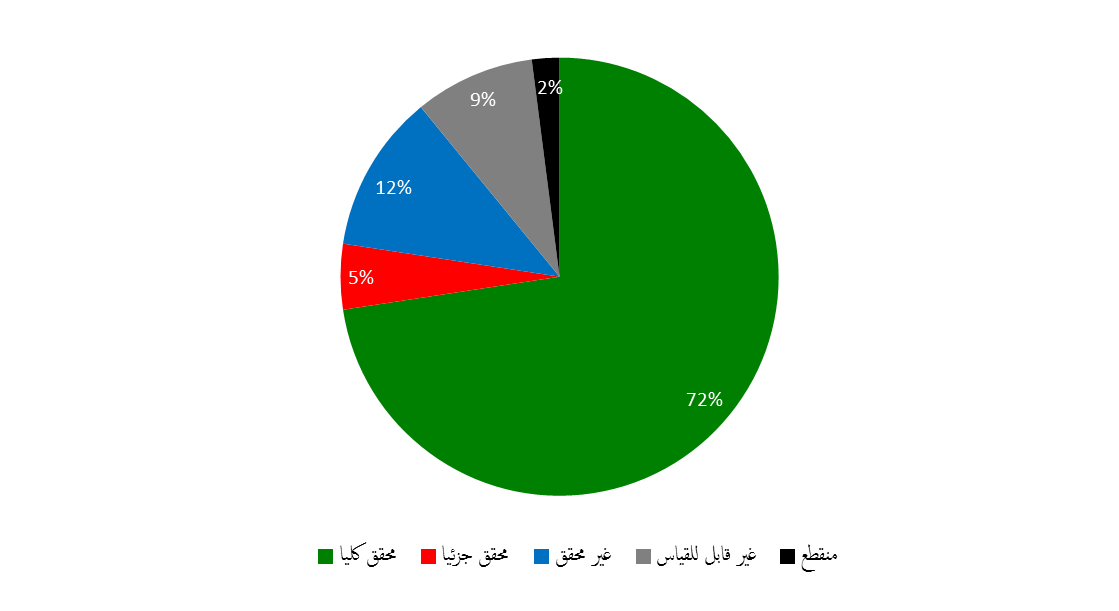 2%
9%
12%
5%
72%
محقق كليا
محقق جزئيا
غير محقق
غير قابل للقياس
منقطع